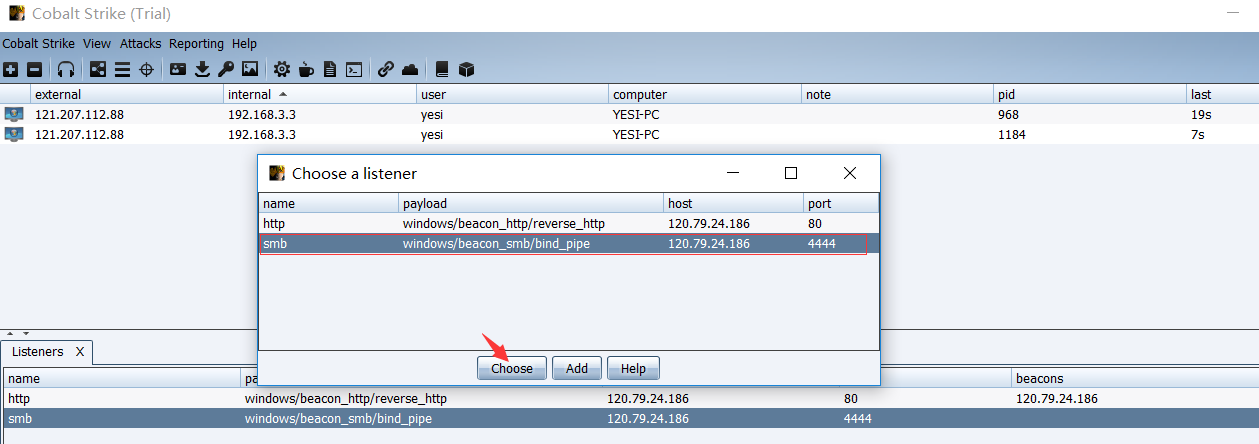 Cobalt Strike (Trial)
Cobalt Strike View Attacks Reporting Help
external internal user computer note pid last
121.207.112.88 192.168.3.3 yesi YESI-PC 968 19s
121.207.112.88 192.168.3.3 yesi YESI-PC 1184 7s
Choose a listener
name payload host port
http windows/beacon_http/reverse_http 120.79.24.186 80
smb windows/beacon_smb/bind_pipe 120.79.24.186 4444
Choose Add Help
Listeners X
name beacons
http windows/beacon_http/reverse_http 120.79.24.186 80 120.79.24.186
smb windows/beacon_smb/bind_pipe 120.79.24.186 4444